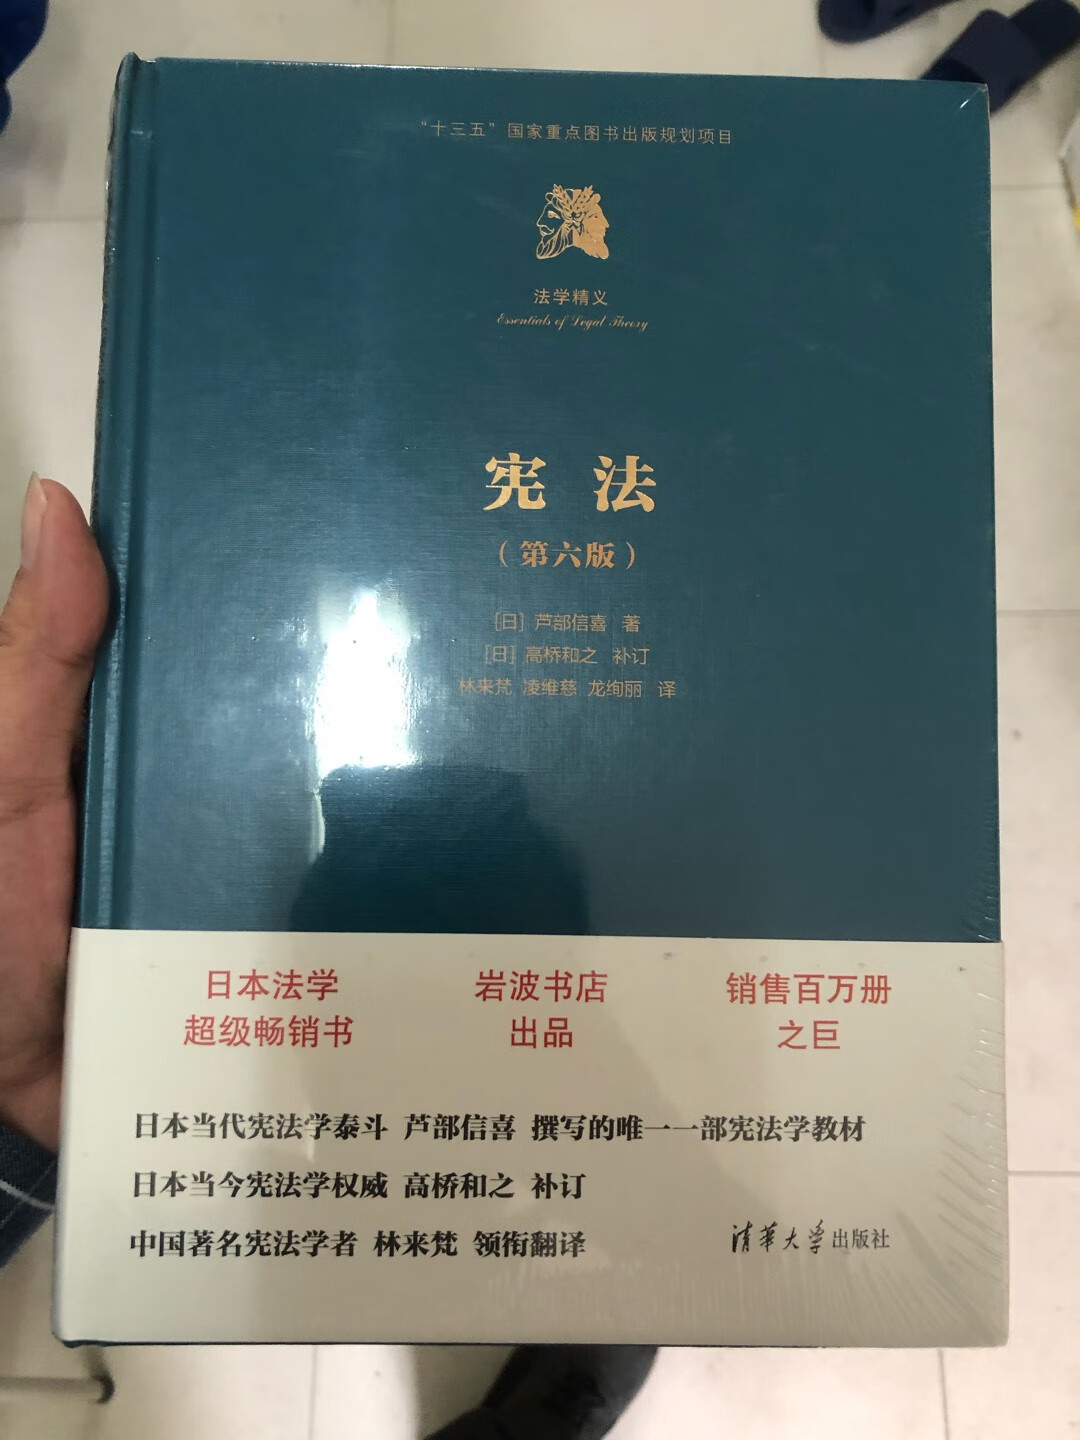 “十三五”国家重点图书出版规划项目
法学精义
Essentials of Legal Theory
宪 法
（第六版）
[日] 芦部信喜 著
[日] 高桥和之 补订
林来梵 凌维慈 龙绚丽 译
日本法学
超级畅销书
岩波书店
出品
销售百万册
之巨
日本当代宪法学泰斗 芦部信喜 撰写的唯一一部宪法学教材
日本当今宪法学权威 高桥和之 补订
中国著名宪法学者 林来梵 领衔翻译
清华大学出版社